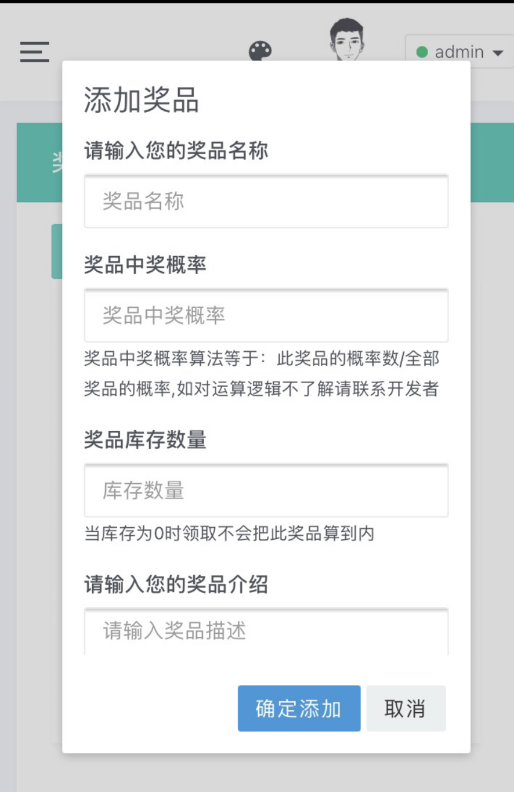 admin
奖
添加奖品
请输入您的奖品名称
奖品名称
奖品中奖概率
奖品中奖概率
奖品中奖概率算法等于：此奖品的概率数/全部
奖品的概率,如对运算逻辑不了解请联系开发者
奖品库存数量
库存数量
当库存为0时领取不会把此奖品算到内
请输入您的奖品介绍
请输入奖品描述
确定添加
取消